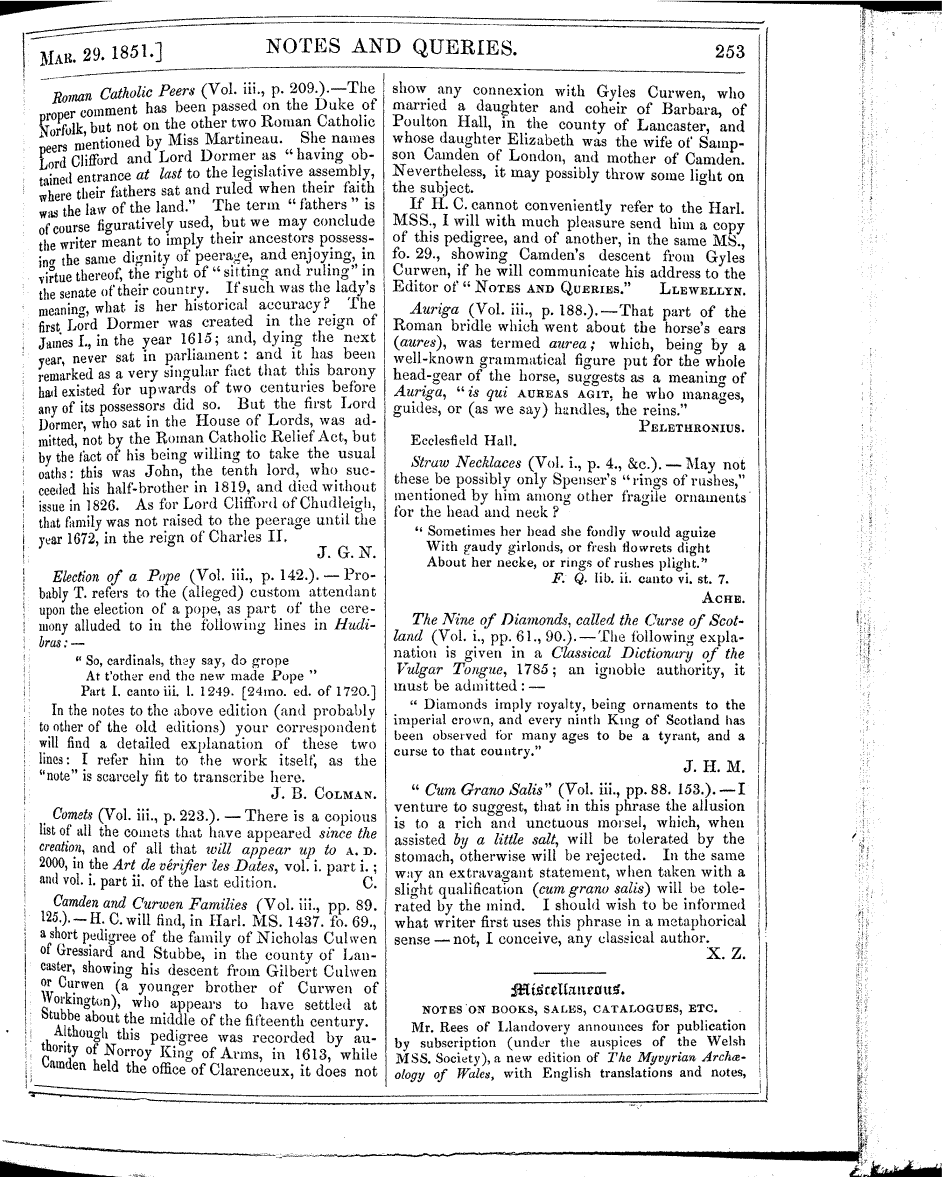 MAR. 29. 1851.] NOTES AND QUERIES. 253
Roman Catholic Peers (Vol. iii., p. 209.).—The
proper comment has been passed on the Duke of
Norfolk, but not on the other two Roman Catholic
peers mentioned by Miss Martineau. She names
Lord Clifford and Lord Dormer as "having ob-
tained entrance at last to the legislative assembly,
where their fathers sat and ruled when their faith
was the law of the land." The term "fathers" is
of course figuratively used, but we may conclude
the writer meant to imply their ancestors possess-
ing the same dignity of peerage, and enjoying, in
virtue thereof, the right of "sitting and ruling" in
the senate of their country. If such was the lady's
meaning, what is her historical accuracy? The
first Lord Dormer was created in the reign of
James I., in the year 1615; and, dying the next
year, never sat in parliament: and it has been
remarked as a very singular fact that this barony
had existed for upwards of two centuries before
any of its possessors did so. But the first Lord
Dormer, who sat in the House of Lords, was ad-
mitted, not by the Roman Catholic Relief Act, but
by the fact of his being willing to take the usual
oaths: this was John, the tenth lord, who suc-
ceeded his half-brother in 1819, and died without
issue in 1826. As for Lord Clifford of Chudleigh,
that family was not raised to the peerage until the
year 1672, in the reign of Charles II.
J. G. N.
Election of a Pope (Vol. iii., p. 142.).—Pro-
bably T. refers to the (alleged) custom attendant
upon the election of a pope, as part of the cere-
mony alluded to in the following lines in Hudi-
bras:—
"So, cardinals, they say, do grope
At t'other end the new made Pope"
Part I. canto iii. l. 1249. [24mo. ed. of 1720.]
In the notes to the above edition (and probably
to other of the old editions) your correspondent
will find a detailed explanation of these two
lines: I refer him to the work itself, as the
"note" is scarcely fit to transcribe here.
J. B. COLMAN.
Comets (Vol. iii., p. 223.).—There is a copious
list of all the comets that have appeared since the
creation, and of all that will appear up to A. D.
2000, in the Art de vérifier les Dates, vol. i. part i.;
and vol. i. part ii. of the last edition. C.
Camden and Curwen Families (Vol. iii., pp. 89.
125.).—H. C. will find, in Harl. MS. 1437. fo. 69.,
a short pedigree of the family of Nicholas Culwen
of Gressiard and Stubbe, in the county of Lan-
caster, showing his descent from Gilbert Culwen
or Curwen (a younger brother of Curwen of
Workington), who appears to have settled at
Stubbe about the middle of the fifteenth century.
Although this pedigree was recorded by au-
thority of Norroy King of Arms, in 1613, while
Camden held the office of Clarenceux, it does not
show any connexion with Gyles Curwen, who
married a daughter and coheir of Barbara, of
Poulton Hall, in the county of Lancaster, and
whose daughter Elizabeth was the wife of Samp-
son Camden of London, and mother of Camden.
Nevertheless, it may possibly throw some light on
the subject.
If H. C. cannot conveniently refer to the Harl.
MSS., I will with much pleasure send him a copy
of this pedigree, and of another, in the same MS.,
fo. 29., showing Camden's descent from Gyles
Curwen, if he will communicate his address to the
Editor of "NOTES AND QUERIES." LLEWELLYN.
Auriga (Vol. iii., p. 188.).—That part of the
Roman bridle which went about the horse's ears
(aures), was termed aurea; which, being by a
well-known grammatical figure put for the whole
head-gear of the horse, suggests as a meaning of
Auriga, "is qui AUREAS AGIT, he who manages,
guides, or (as we say) handles, the reins."
PELETHRONIUS.
Ecclesfield Hall.
Straw Necklaces (Vol. i., p. 4., &c.).—May not
these be possibly only Spenser's "rings of rushes,"
mentioned by him among other fragile ornaments
for the head and neck?
"Sometimes her head she fondly would aguize
With gaudy girlonds, or fresh flowrets dight
About her necke, or rings of rushes plight."
F. Q. lib. ii. canto vi. st. 7.
ACHE.
The Nine of Diamonds, called the Curse of Scot-
land (Vol. i., pp. 61., 90.).—The following expla-
nation is given in a Classical Dictionary of the
Vulgar Tongue, 1785; an ignoble authority, it
must be admitted:—
"Diamonds imply royalty, being ornaments to the
imperial crown, and every ninth King of Scotland has
been observed for many ages to be a tyrant, and a
curse to that country."
J. H. M.
"Cum Grano Salis" (Vol. iii., pp. 88. 153.).—I
venture to suggest, that in this phrase the allusion
is to a rich and unctuous morsel, which, when
assisted by a little salt, will be tolerated by the
stomach, otherwise will be rejected. In the same
way an extravagant statement, when taken with a
slight qualification (cum grano salis) will be tole-
rated by the mind. I should wish to be informed
what writer first uses this phrase in a metaphorical
sense—not, I conceive, any classical author.
X. Z.
Miscellaneous.
NOTES ON BOOKS, SALES, CATALOGUES, ETC.
Mr. Rees of Llandovery announces for publication
by subscription (under the auspices of the Welsh
MSS. Society), a new edition of The Myvyrian Archæ-
ology of Wales, with English translations and notes,